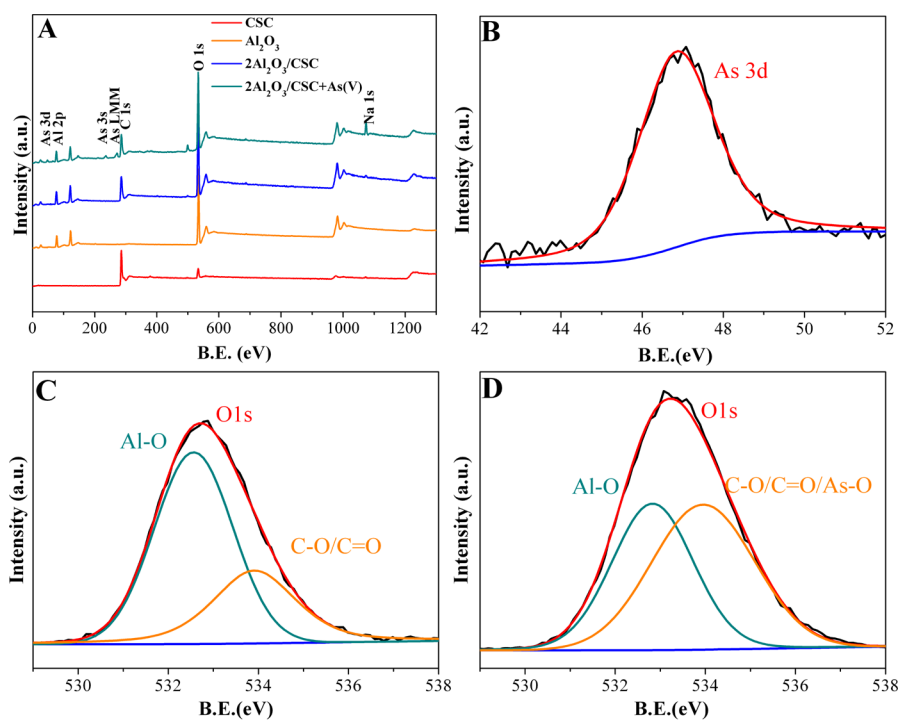 A
CSC
Al₂O₃
2Al₂O₃/CSC
2Al₂O₃/CSC+As(V)
As 3d
Al 2p
As 3s
As LMM
C 1s
O 1s
Na 1s
Intensity (a.u.)
0 200 400 600 800 1000 1200
B.E. (eV)
B
As 3d
Intensity (a.u.)
42 44 46 48 50 52
B.E.(eV)
C
O1s
Al-O
C-O/C=O
Intensity (a.u.)
530 532 534 536 538
B.E.(eV)
D
O1s
Al-O
C-O/C=O/As-O
Intensity (a.u.)
530 532 534 536 538
B.E.(eV)